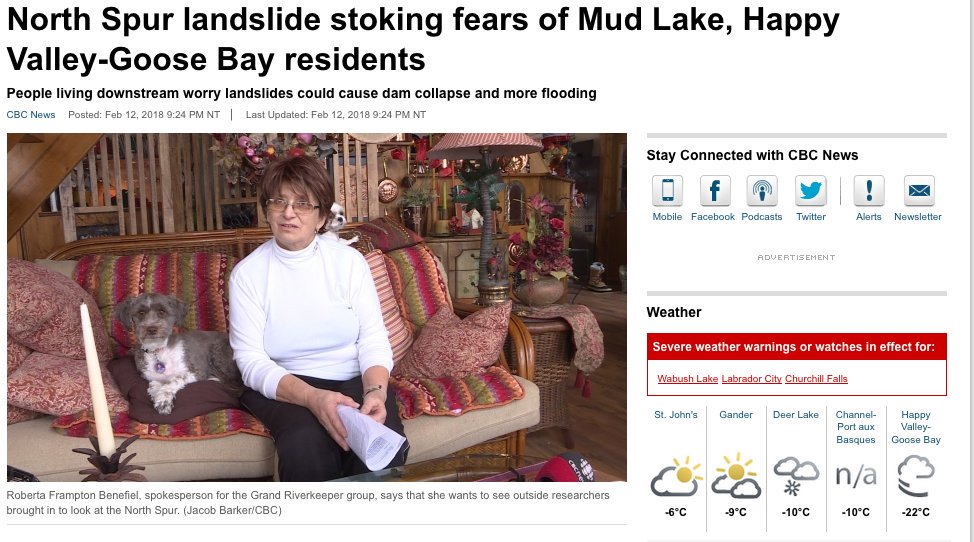 North Spur landslide stoking fears of Mud Lake, Happy
Valley-Goose Bay residents
People living downstream worry landslides could cause dam collapse and more flooding
CBC News Posted: Feb 12, 2018 9:24 PM NT | Last Updated: Feb 12, 2018 9:24 PM NT
Roberta Frampton Benefiel, spokesperson for the Grand Riverkeeper group, says that she wants to see outside researchers
brought in to look at the North Spur. (Jacob Barker/CBC)
Stay Connected with CBC News
Mobile Facebook Podcasts Twitter Alerts Newsletter
ADVERTISEMENT
Weather
Severe weather warnings or watches in effect for:
Wabush Lake Labrador City Churchill Falls
St. John's
Gander
Deer Lake
Channel-
Port aux
Basques
Happy
Valley-
Goose Bay
n/a
-6°C -9°C -10°C -10°C -22°C